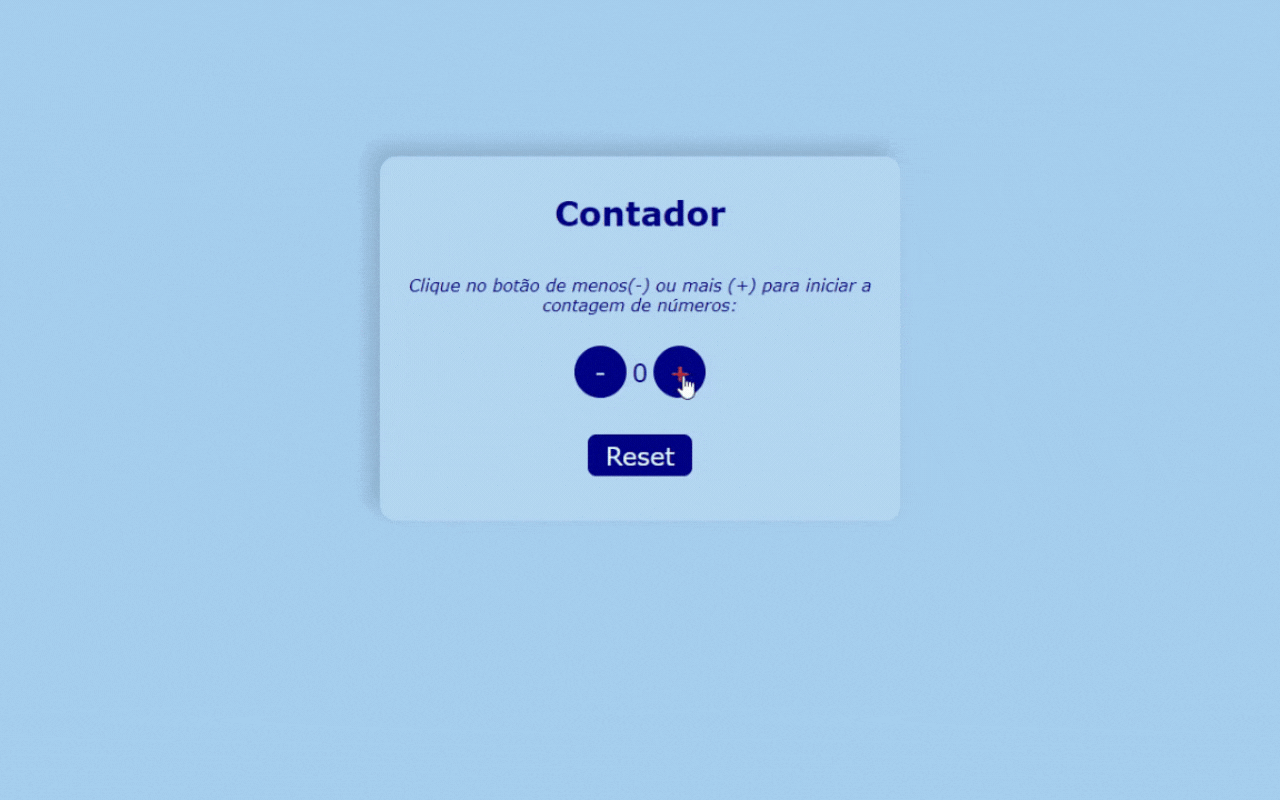 Contador
Clique no botão de menos(-) ou mais (+) para iniciar a
contagem de números:
- 0 +
Reset